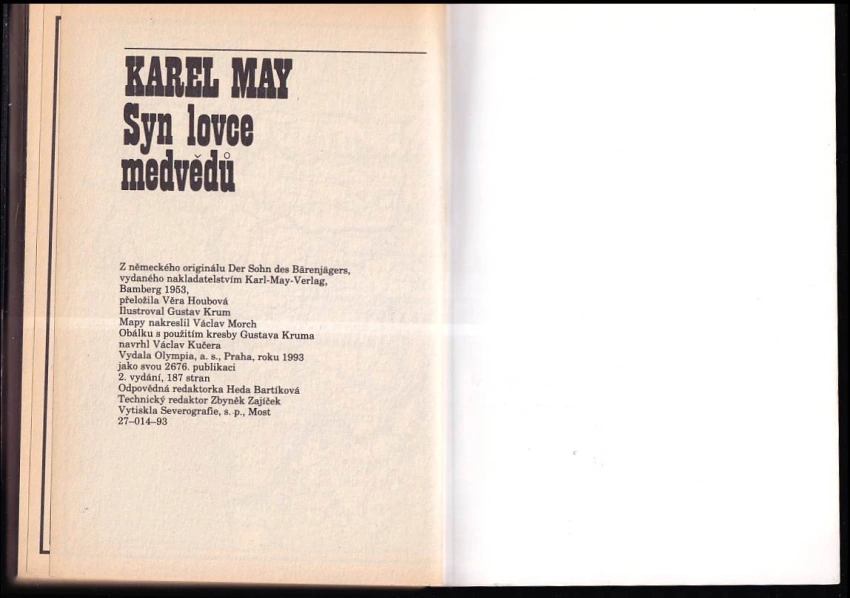 KAREL MAY
Syn lovce
medvědů
Z německého originálu Der Sohn des Bärenjägers,
vydaného nakladatelstvím Karl-May-Verlag,
Bamberg 1953,
přeložila Věra Houbová
Ilustroval Gustav Krum
Mapy nakreslil Václav Morch
Obálku s použitím kresby Gustava Kruma
navrhl Václav Kučera
Vydala Olympia, a. s., Praha, roku 1993
jako svou 2676. publikaci
2. vydání, 187 stran
Odpovědná redaktorka Heda Bartíková
Technický redaktor Zbyněk Zajíček
Vytiskla Severografie, s. p., Most
27–014–93